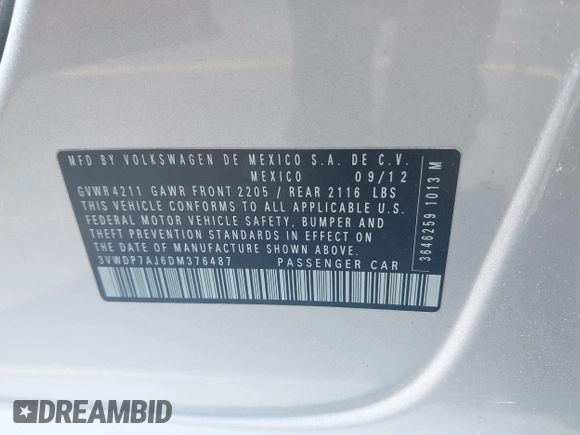 MFD BY VOLKSWAGEN DE MEXICO S.A. DE C.V.
MEXICO 09/12
GVWR 4211 GAWR FRONT 2205 / REAR 2116 LBS
THIS VEHICLE CONFORMS TO ALL APPLICABLE U.S.
FEDERAL MOTOR VEHICLE SAFETY, BUMPER AND
THEFT PREVENTION STANDARDS IN EFFECT ON
THE DATE OF MANUFACTURE SHOWN ABOVE.
3VWDP7AJ6DM376487 PASSENGER CAR
3646259 1013 M
DREAMBID